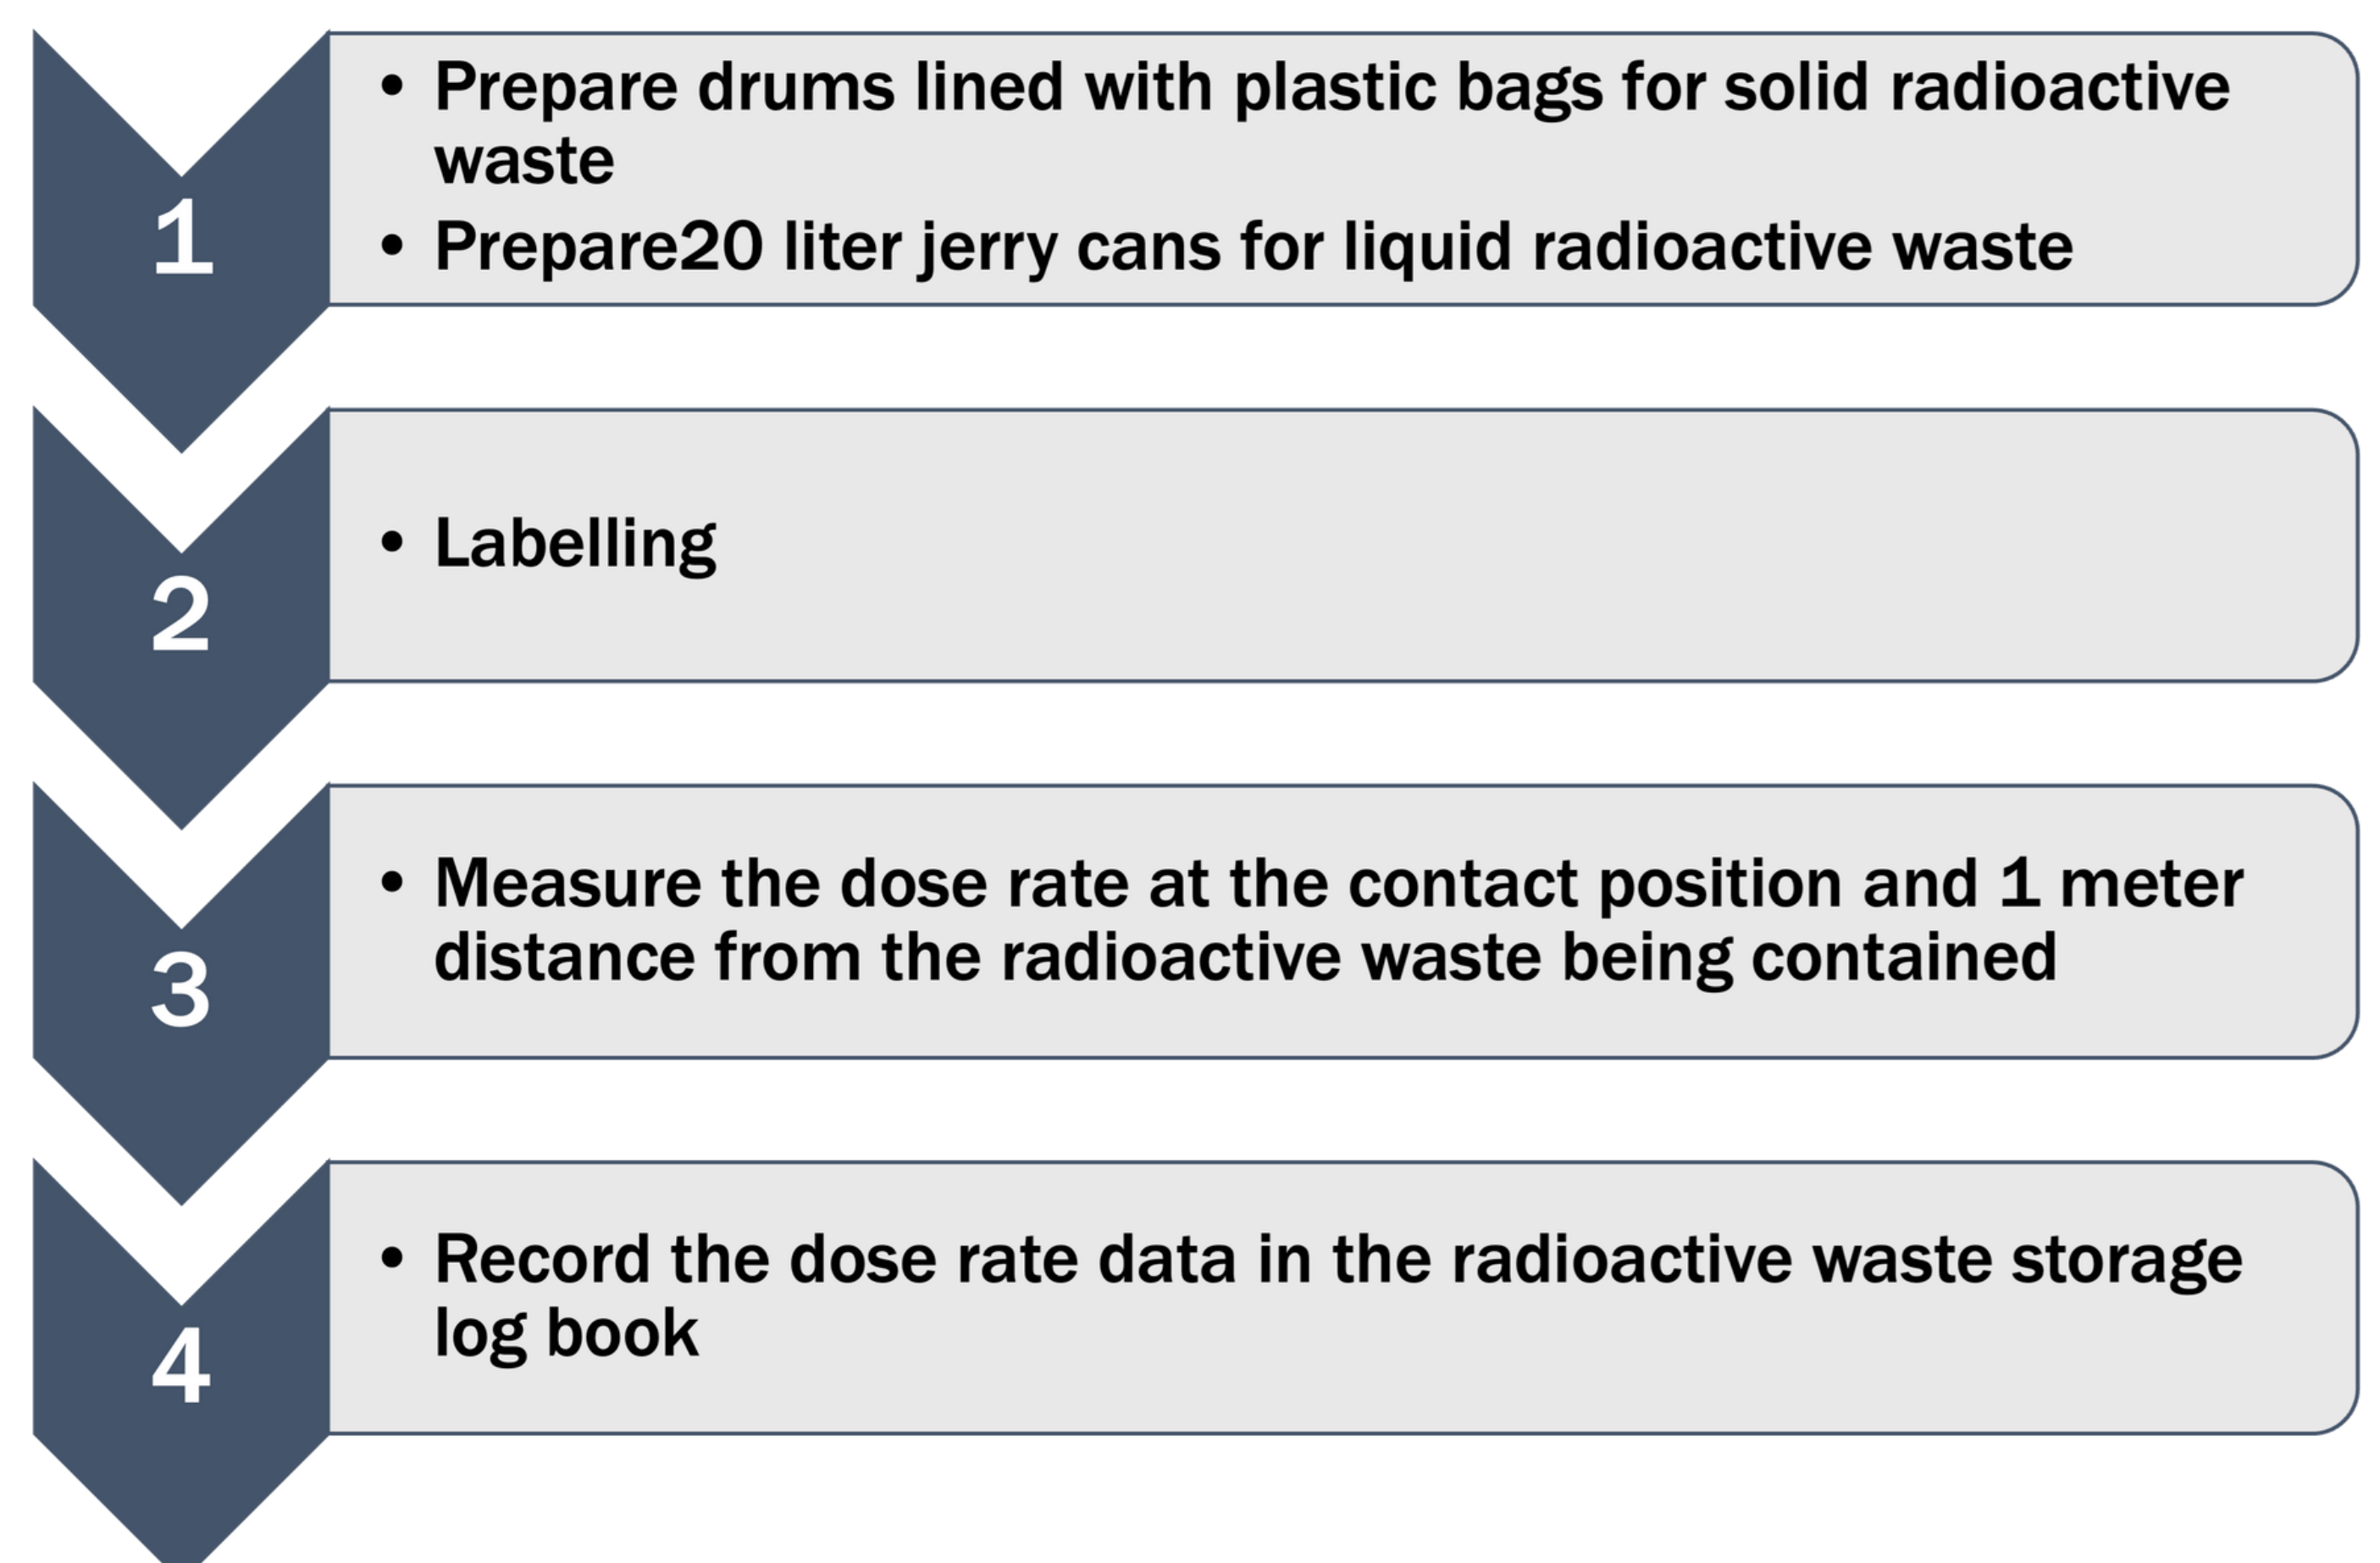 1
• Prepare drums lined with plastic bags for solid radioactive
waste
• Prepare20 liter jerry cans for liquid radioactive waste
2
• Labelling
3
• Measure the dose rate at the contact position and 1 meter
distance from the radioactive waste being contained
4
• Record the dose rate data in the radioactive waste storage
log book